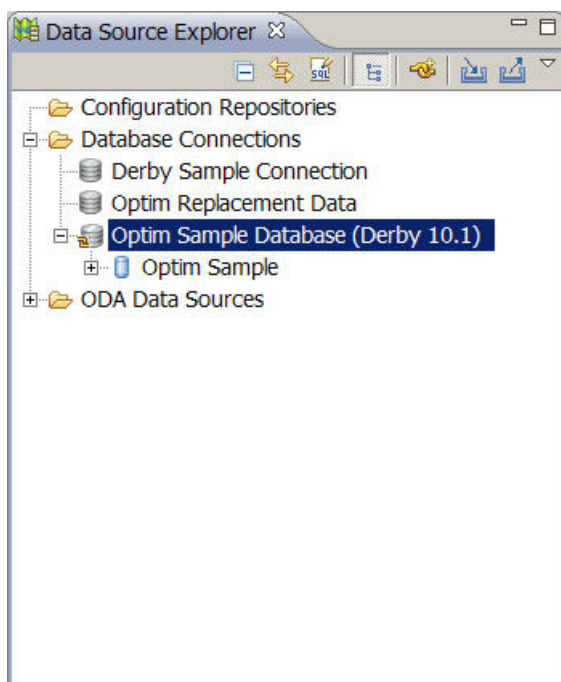 Data Source Explorer
SQL
Configuration Repositories
Database Connections
Derby Sample Connection
Optim Replacement Data
Optim Sample Database (Derby 10.1)
Optim Sample
ODA Data Sources